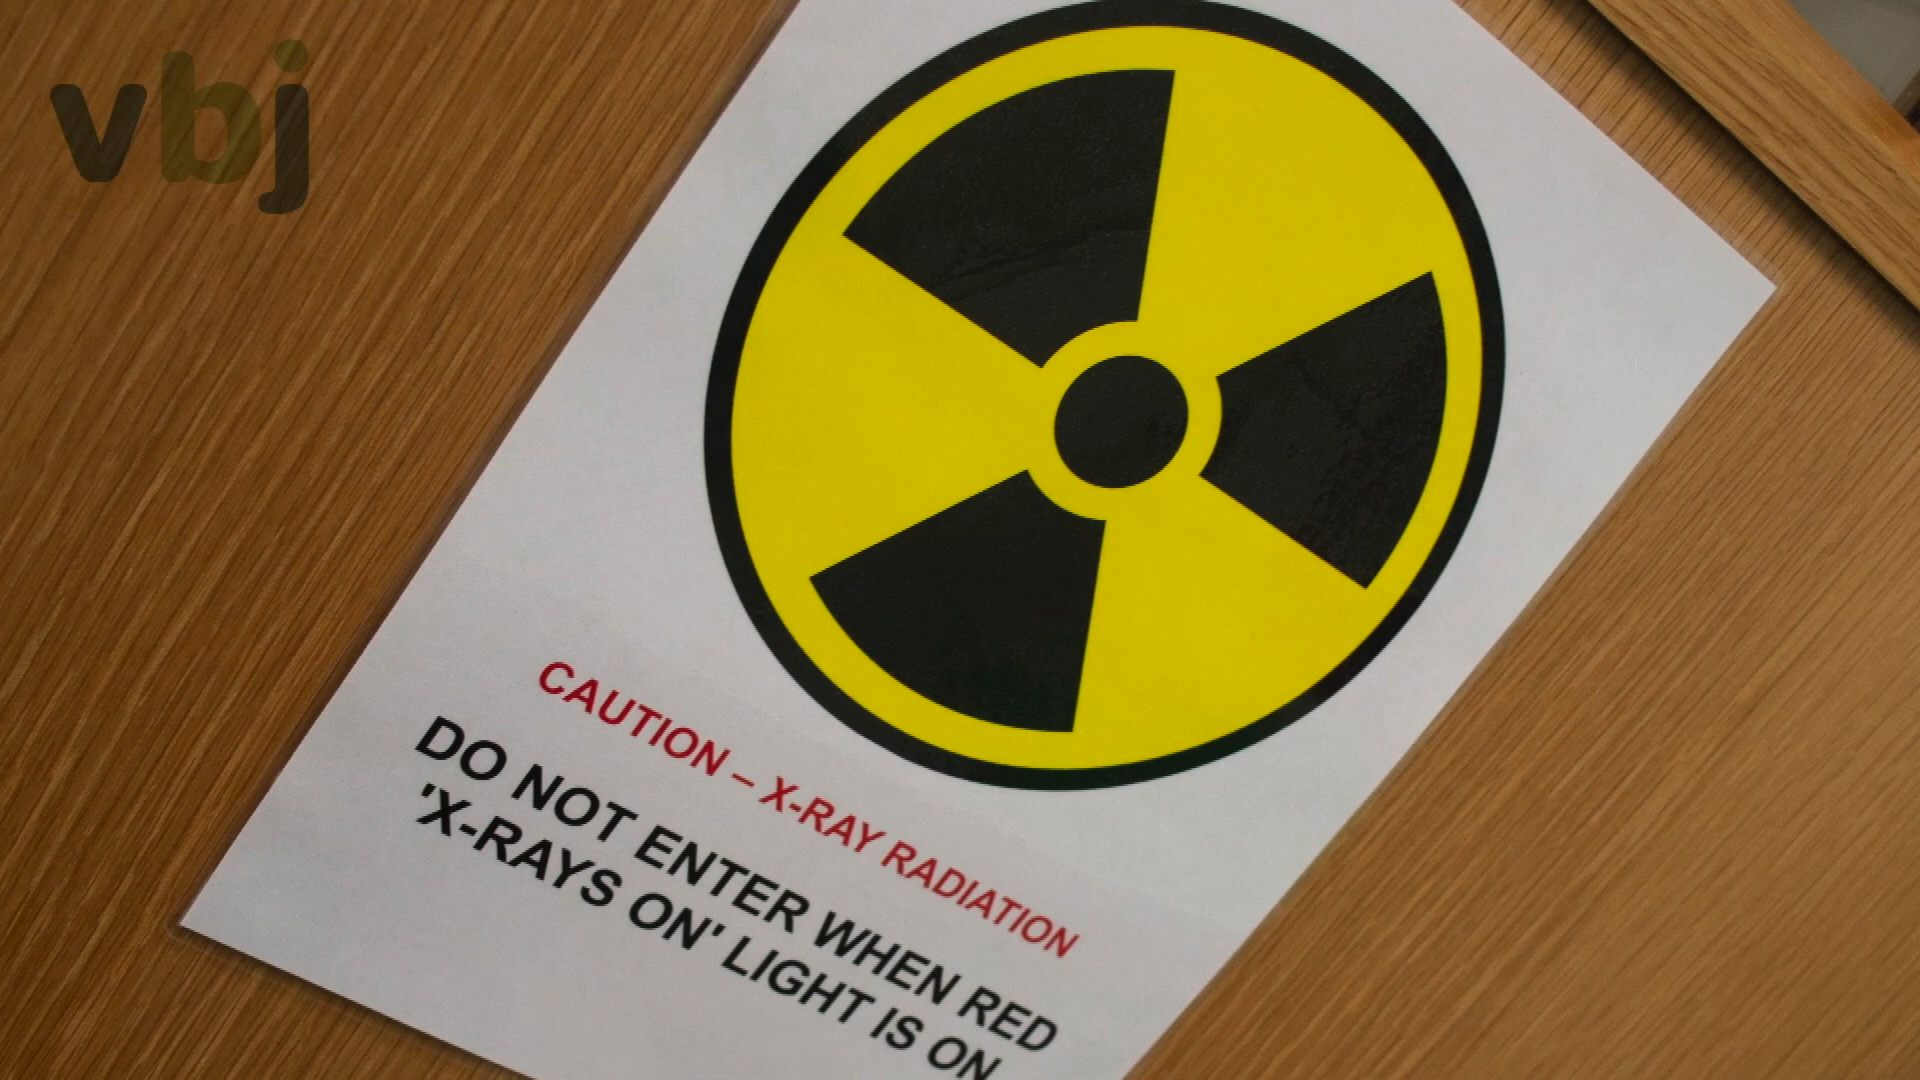 vbj
CAUTION – X-RAY RADIATION
DO NOT ENTER WHEN RED
'X-RAYS ON' LIGHT IS ON